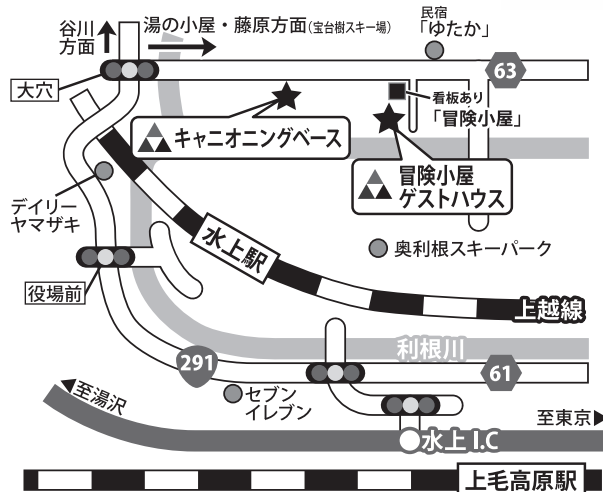 谷川
方面
湯の小屋・藤原方面(宝台樹スキー場)
民宿
「ゆたか」
大穴
63
看板あり
「冒険小屋」
キャニオニングベース
冒険小屋
ゲストハウス
デイリー
ヤマザキ
水上駅
奥利根スキーパーク
役場前
上越線
利根川
291
61
セブン
イレブン
至湯沢
至東京
水上I.C
上毛高原駅